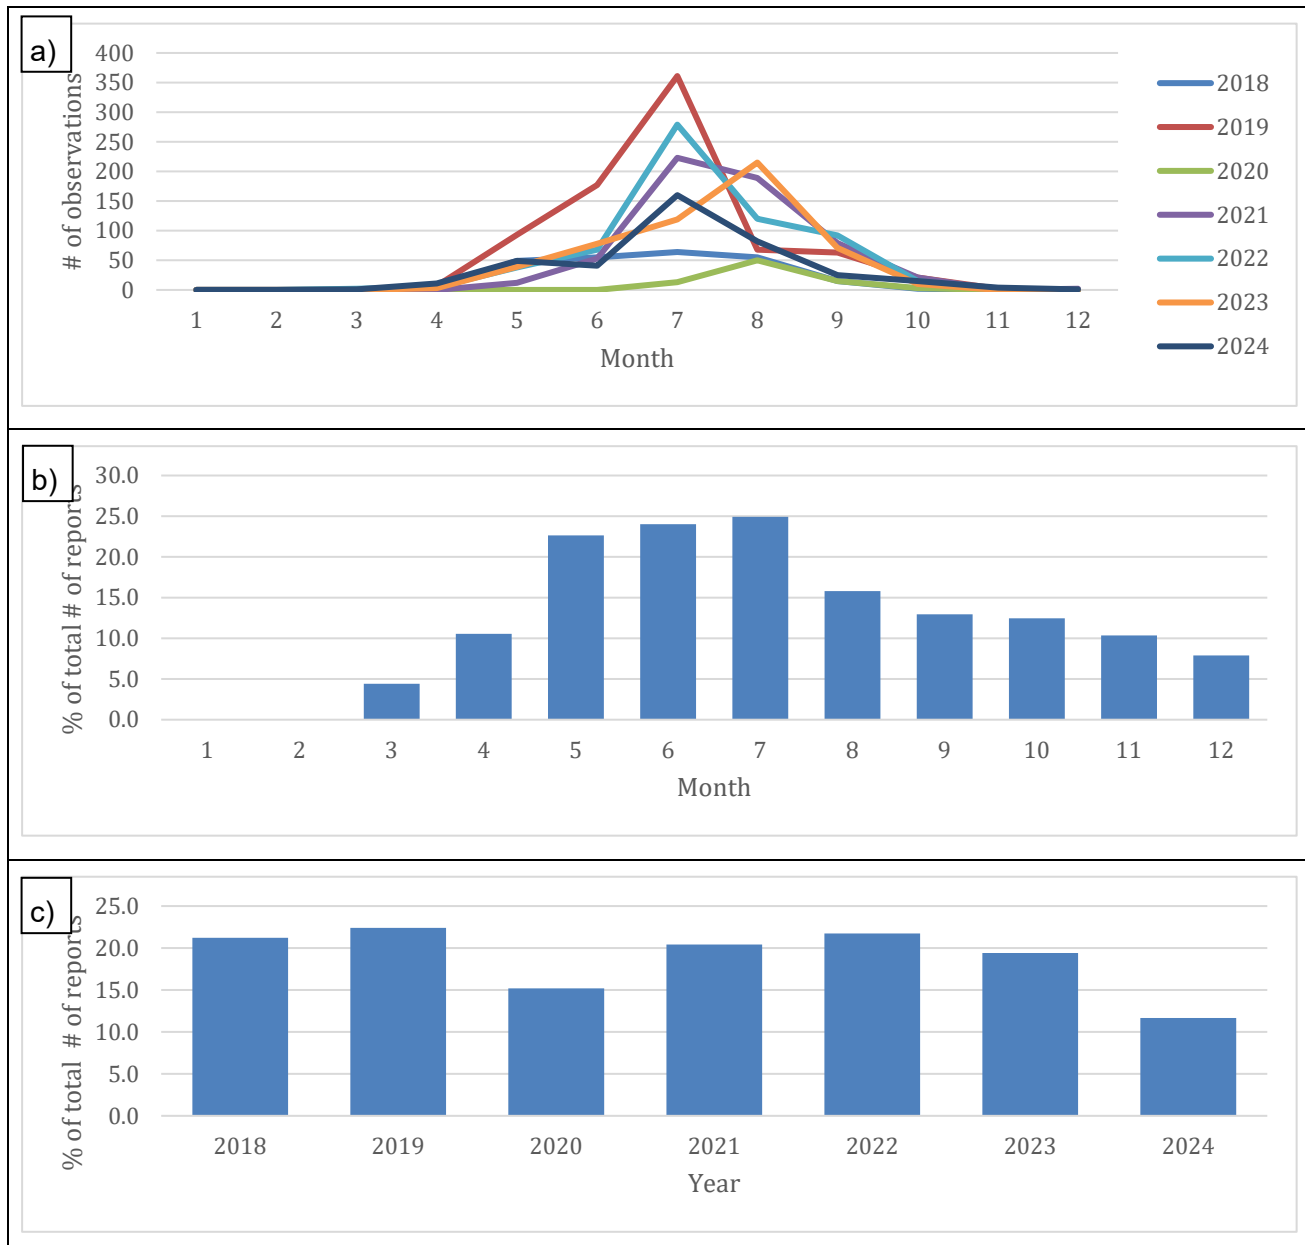 a)
# of observations
400
350
300
250
200
150
100
50
0
1 2 3 4 5 6 7 8 9 10 11 12
Month
2018
2019
2020
2021
2022
2023
2024
b)
% of total # of reports
30.0
25.0
20.0
15.0
10.0
5.0
0.0
1 2 3 4 5 6 7 8 9 10 11 12
Month
c)
% of total # of reports
25.0
20.0
15.0
10.0
5.0
0.0
2018 2019 2020 2021 2022 2023 2024
Year